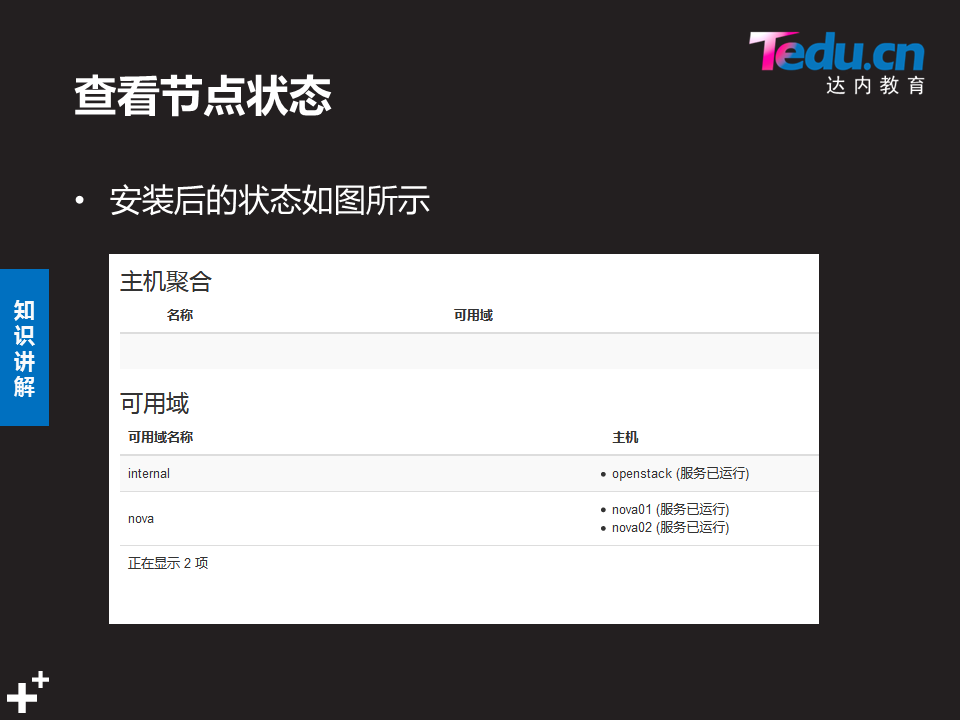 Tedu.cn
达内教育
查看节点状态
• 安装后的状态如图所示
知识讲解
主机聚合
名称 可用域
可用域
可用域名称 主机
internal • openstack (服务已运行)
nova • nova01 (服务已运行)
• nova02 (服务已运行)
正在显示 2 项